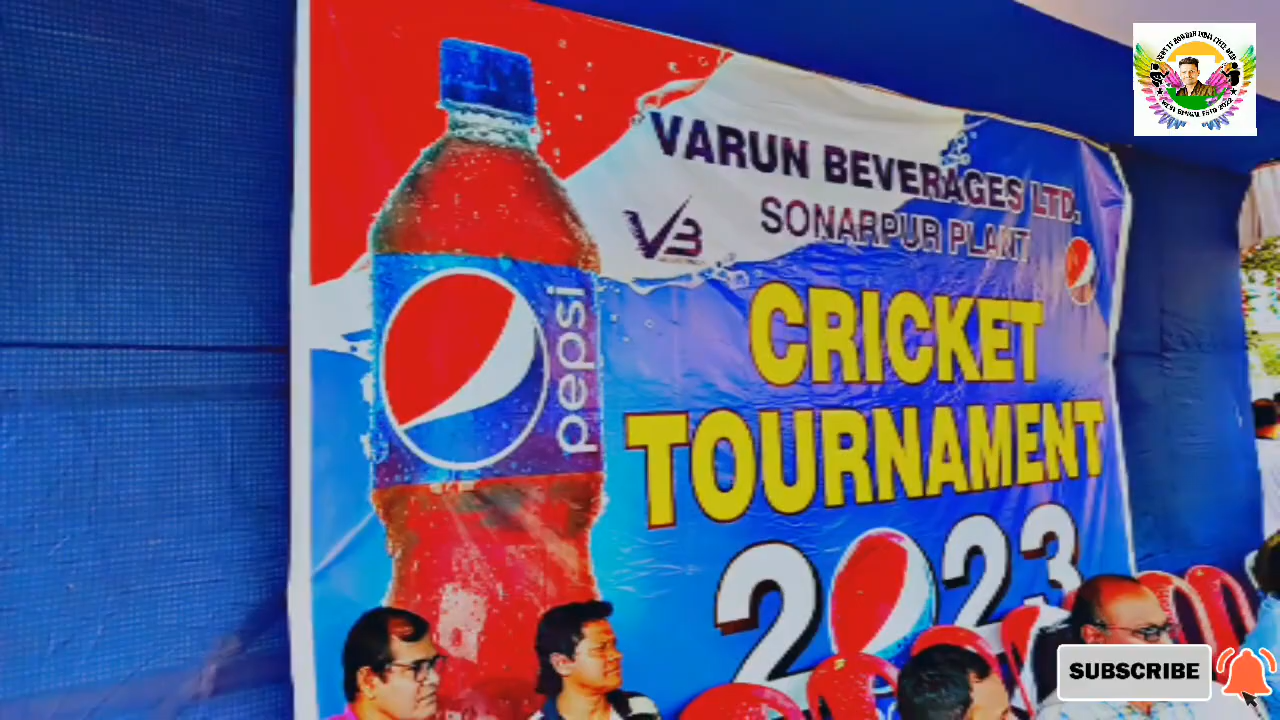 VARUN BEVERAGES LTD.
SONARPUR PLANT
VB
pepsi
CRICKET
TOURNAMENT
2023
SUBSCRIBE